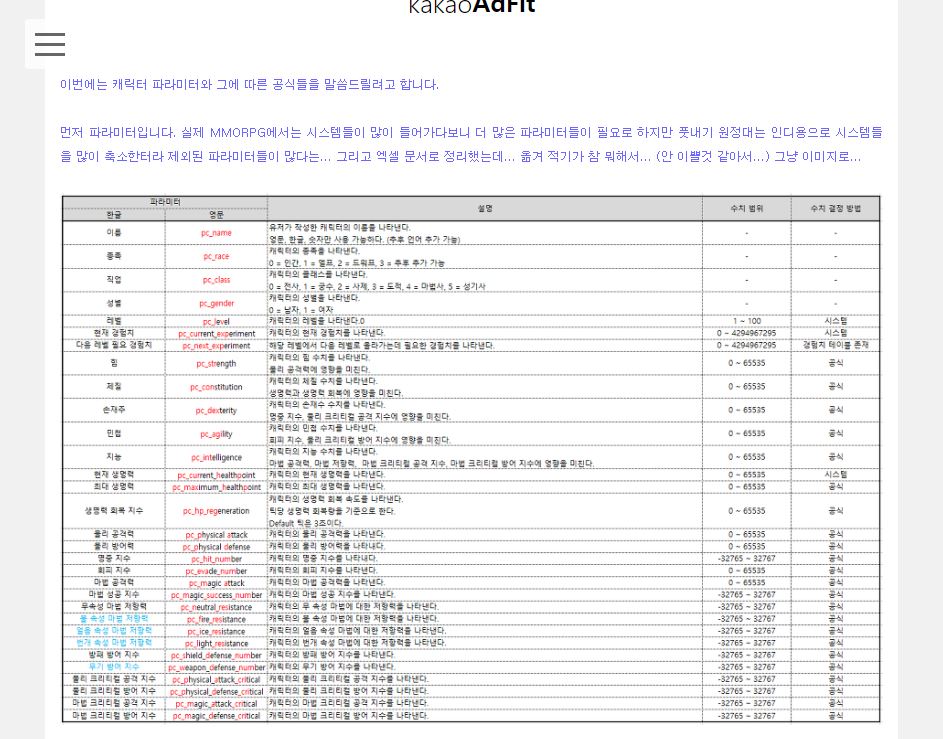 kakaoAdFit
이번에는 캐릭터 파라미터와 그에 따른 공식들을 말씀드릴려고 합니다.
먼저 파라미터입니다. 실제 MMORPG에서는 시스템들이 많이 들어가다보니 더 많은 파라미터들이 필요로 하지만 풋내기 원정대는 인디용으로 시스템들
을 많이 축소한터라 제외된 파라미터들이 많다는... 그리고 엑셀 문서로 정리했는데... 옮겨 적기가 참 뭐해서... (안 이쁠것 같아서...) 그냥 이미지로...
파라미터 설명 수치 범위 수치 결정 방법
한글 영문
이름 pc_name 유저가 작성한 캐릭터의 이름을 나타낸다. - -
영문, 한글, 숫자만 사용 가능하다. (추후 언어 추가 가능)
종족 pc_race 캐릭터의 종족을 나타낸다. - -
0 = 인간, 1 = 엘프, 2 = 드워프, 3 = 추후 추가 가능
직업 pc_class 캐릭터의 클래스를 나타낸다. - -
0 = 전사, 1 = 궁수, 2 = 사제, 3 = 도적, 4 = 마법사, 5 = 성기사
성별 pc_gender 캐릭터의 성별을 나타낸다. - -
0 = 남자, 1 = 여자
레벨 pc_level 캐릭터의 레벨을 나타낸다.0 1 ~ 100 시스템
현재 경험치 pc_current_experiment 캐릭터의 현재 경험치를 나타낸다. 0 ~ 4294967295 시스템
다음 레벨 필요 경험치 pc_next_experiment 해당 레벨에서 다음 레벨로 올라가는데 필요한 경험치를 나타낸다. 0 ~ 4294967295 경험치 테이블 존재
힘 pc_strength 캐릭터의 힘 수치를 나타낸다. 0 ~ 65535 공식
물리 공격력에 영향을 미친다.
체질 pc_constitution 캐릭터의 체질 수치를 나타낸다. 0 ~ 65535 공식
생명력과 생명력 회복에 영향을 미친다.
손재주 pc_dexterity 캐릭터의 손재수 수치를 나타낸다. 0 ~ 65535 공식
명중 지수, 물리 크리티컬 공격 지수에 영향을 미친다.
민첩 pc_agility 캐릭터의 민첩 수치를 나타낸다. 0 ~ 65535 공식
회피 지수, 물리 크리티컬 방어 지수에 영향을 미친다.
지능 pc_intelligence 캐릭터의 지능 수치를 나타낸다. 0 ~ 65535 공식
마법 공격력, 마법 저항력, 마법 크리티컬 공격 지수, 마법 크리티컬 방어 지수에 영향을 미친다.
현재 생명력 pc_current_healthpoint 캐릭터의 현재 생명력을 나타낸다. 0 ~ 65535 시스템
최대 생명력 pc_maximum_healthpoint 캐릭터의 최대 생명력을 나타낸다. 0 ~ 65535 공식
생명력 회복 지수 pc_hp_regeneration 캐릭터의 생명력 회복 속도를 나타낸다. 0 ~ 65535 공식
틱당 생명력 회복량을 기준으로 한다.
Default 틱은 3초이다.
물리 공격력 pc_physical attack 캐릭터의 물리 공격력을 나타낸다. 0 ~ 65535 공식
물리 방어력 pc_physical defense 캐릭터의 물리 방어력을 나타낸다. 0 ~ 65535 공식
명중 지수 pc_hit_number 캐릭터의 명중 지수를 나타낸다. -32765 ~ 32767 공식
회피 지수 pc_evade_number 캐릭터의 회피 지수를 나타낸다. 0 ~ 65535 공식
마법 공격력 pc_magic attack 캐릭터의 마법 공격력을 나타낸다. 0 ~ 65535 공식
마법 성공 지수 pc_magic_success_number 캐릭터의 마법 성공 지수를 나타낸다. -32765 ~ 32767 공식
무속성 마법 저항력 pc_neutral_resistance 캐릭터의 무 속성 마법에 대한 저항력을 나타낸다. -32765 ~ 32767 공식
불 속성 마법 저항력 pc_fire_resistance 캐릭터의 불 속성 마법에 대한 저항력을 나타낸다. -32765 ~ 32767 공식
얼음 속성 마법 저항력 pc_ice_resistance 캐릭터의 얼음 속성 마법에 대한 저항력을 나타낸다. -32765 ~ 32767 공식
번개 속성 마법 저항력 pc_light_resistance 캐릭터의 번개 속성 마법에 대한 저항력을 나타낸다. -32765 ~ 32767 공식
방패 방어 지수 pc_shield_defense_number 캐릭터의 방패 방어 지수를 나타낸다. -32765 ~ 32767 공식
무기 방어 지수 pc_weapon_defense_number 캐릭터의 무기 방어 지수를 나타낸다. -32765 ~ 32767 공식
물리 크리티컬 공격 지수 pc_physical_attack_critical 캐릭터의 물리 크리티컬 공격 지수를 나타낸다. -32765 ~ 32767 공식
물리 크리티컬 방어 지수 pc_physical_defense_critical 캐릭터의 물리 크리티컬 방어 지수를 나타낸다. -32765 ~ 32767 공식
마법 크리티컬 공격 지수 pc_magic_attack_critical 캐릭터의 마법 크리티컬 공격 지수를 나타낸다. -32765 ~ 32767 공식
마법 크리티컬 방어 지수 pc_magic_defense_critical 캐릭터의 마법 크리티컬 방어 지수를 나타낸다. -32765 ~ 32767 공식